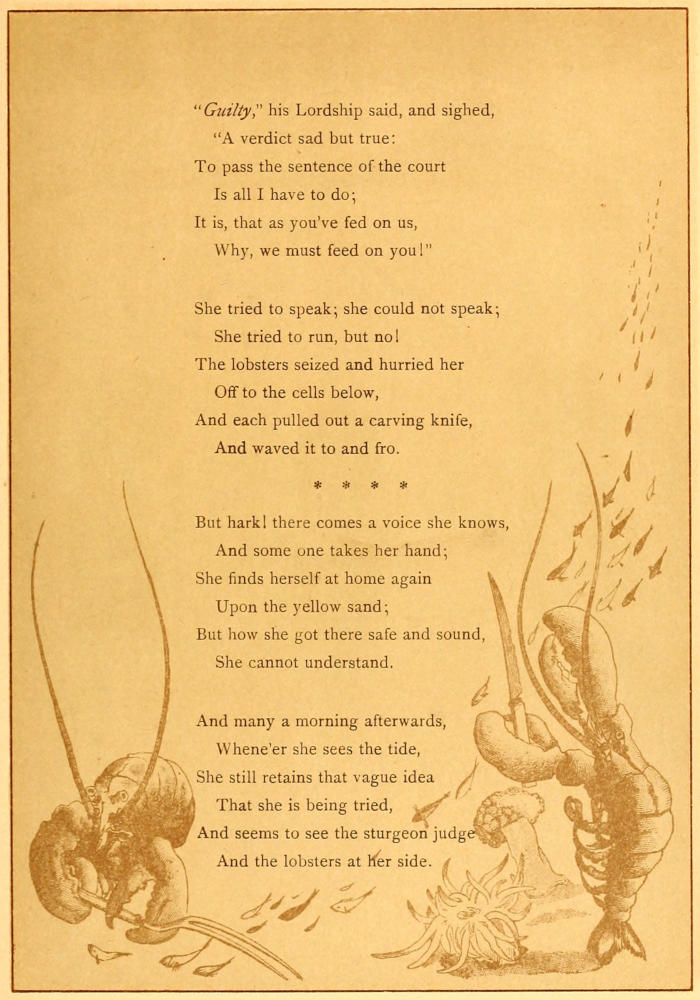 “Guilty,” his Lordship said, and sighed,
“A verdict sad but true:
To pass the sentence of the court
Is all I have to do;
It is, that as you've fed on us,
Why, we must feed on you!”
She tried to speak; she could not speak;
She tried to run, but no!
The lobsters seized and hurried her
Off to the cells below,
And each pulled out a carving knife,
And waved it to and fro.
* * * *
But hark! there comes a voice she knows,
And some one takes her hand;
She finds herself at home again
Upon the yellow sand;
But how she got there safe and sound,
She cannot understand.
And many a morning afterwards,
Whene'er she sees the tide,
She still retains that vague idea
That she is being tried,
And seems to see the sturgeon judge
And the lobsters at her side.